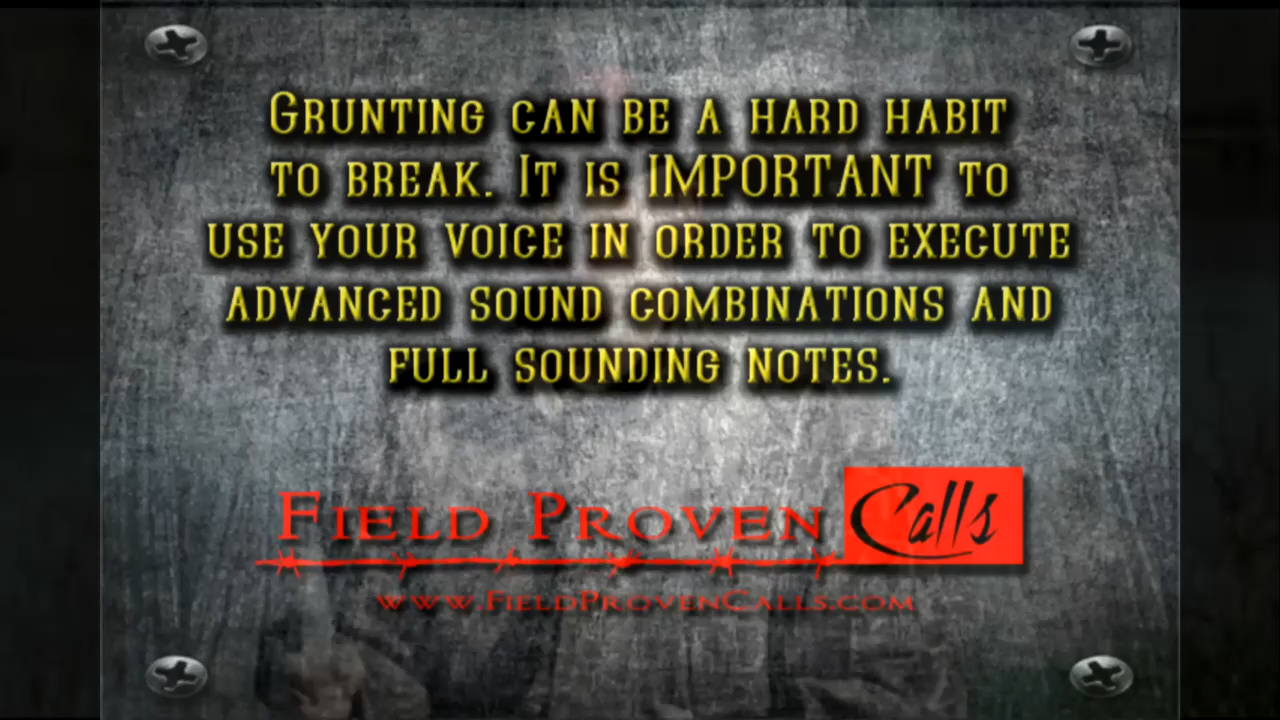 Grunting can be a hard habit
to break. It is IMPORTANT to
use your voice in order to execute
advanced sound combinations and
full sounding notes.
Field Proven Calls
www.FieldProvenCalls.com